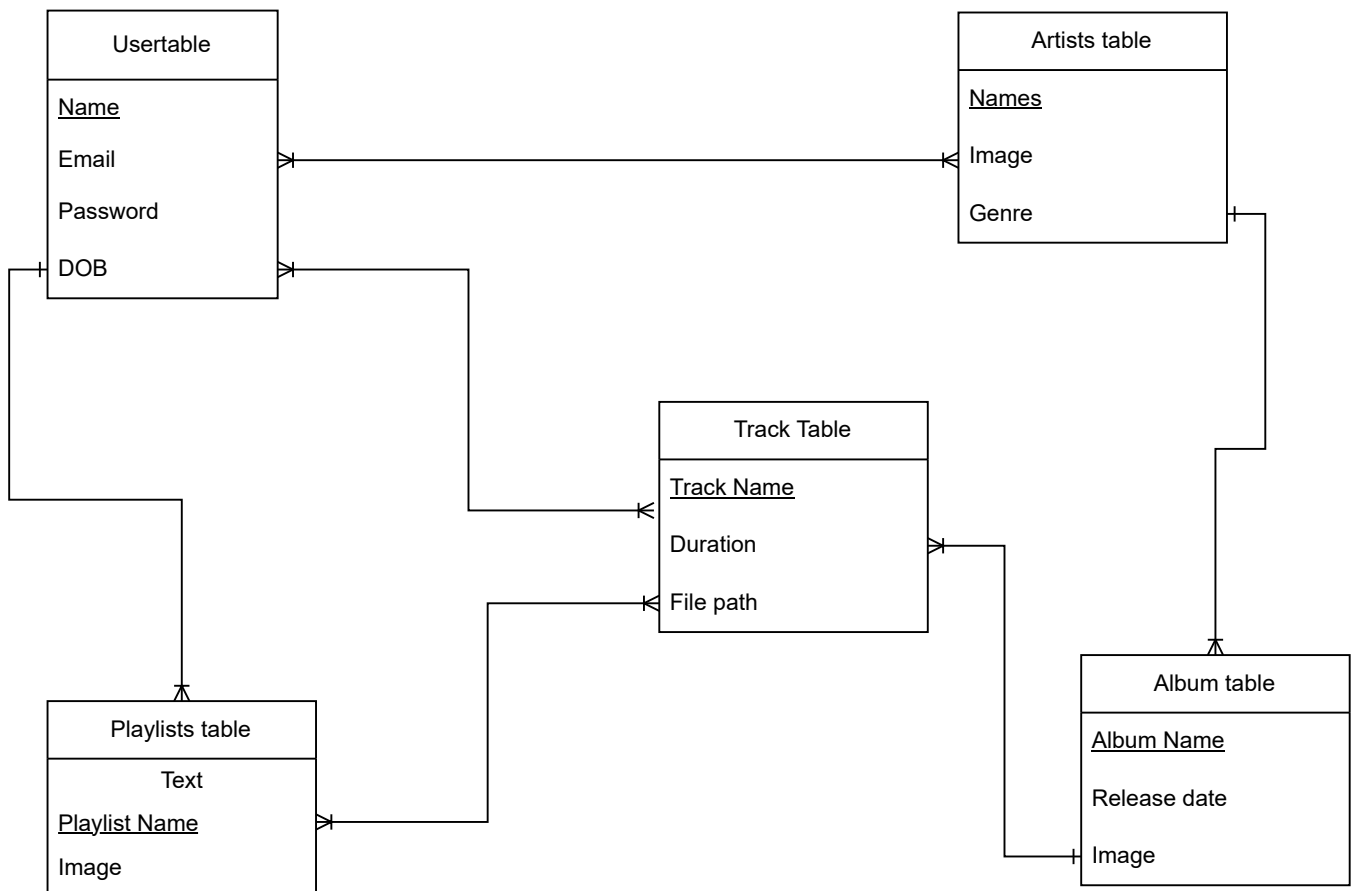 Usertable
Name
Email
Password
DOB
Artists table
Names
Image
Genre
Track Table
Track Name
Duration
File path
Playlists table
Text
Playlist Name
Image
Album table
Album Name
Release date
Image